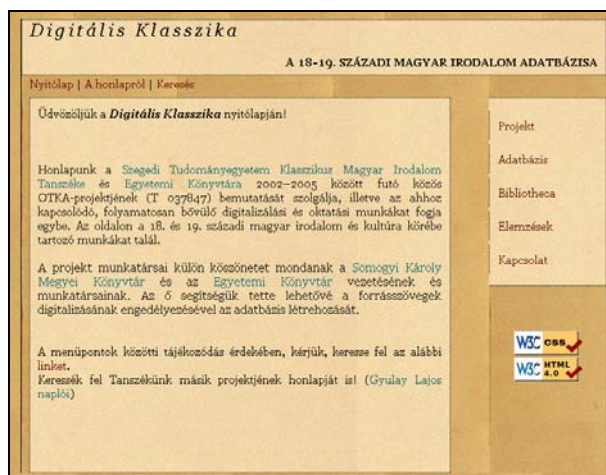 Digitális Klasszika
A 18-19. SZÁZADI MAGYAR IRODALOM ADATBÁZISA
Nyitólap | A honlapról | Keresés
Üdvözöljük a Digitális Klasszika nyitólapján!
Honlapunk a Szegedi Tudományegyetem Klasszikus Magyar Irodalom
Tanszéke és Egyetemi Könyvtára 2002-2005 között futó közös
OTKA-projektjének (T 037847) bemutatását szolgálja, illetve az ahhoz
kapcsolódó, folyamatosan bővülő digitalizálási és oktatási munkákat fogja
egybe. Az oldalon a 18. és 19. századi magyar irodalom és kultúra körébe
tartozó munkákat talál.
A projekt munkatársai külön köszönetet mondanak a Somogyi Károly
Megyei Könyvtár és az Egyetemi Könyvtár vezetésének és
munkatársainak. Az ő segítségük tette lehetővé a forrásszövegek
digitalizásának engedélyezésével az adatbázis létrehozását.
A menüpontok közötti tájékozódás érdekében, kérjük, keresse fel az alábbi
linket.
Keressék fel Tanszékünk másik projektjének honlapját is! (Gyulay Lajos
naplói)
Projekt
Adatbázis
Bibliotheca
Elemzések
Kapcsolat
W3C CSS
W3C HTML 4.0